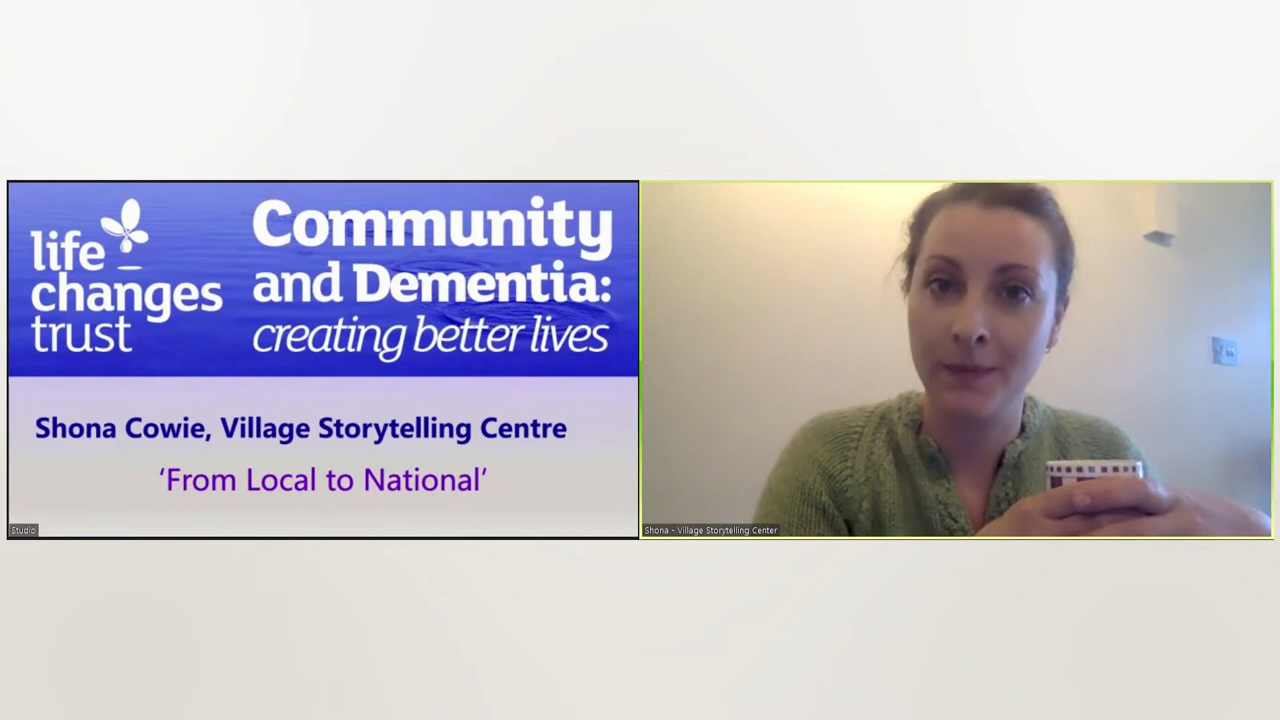 life
changes
trust
Community
and Dementia:
creating better lives
Shona Cowie, Village Storytelling Centre
‘From Local to National’
Studio
Shona - Village Storytelling Center